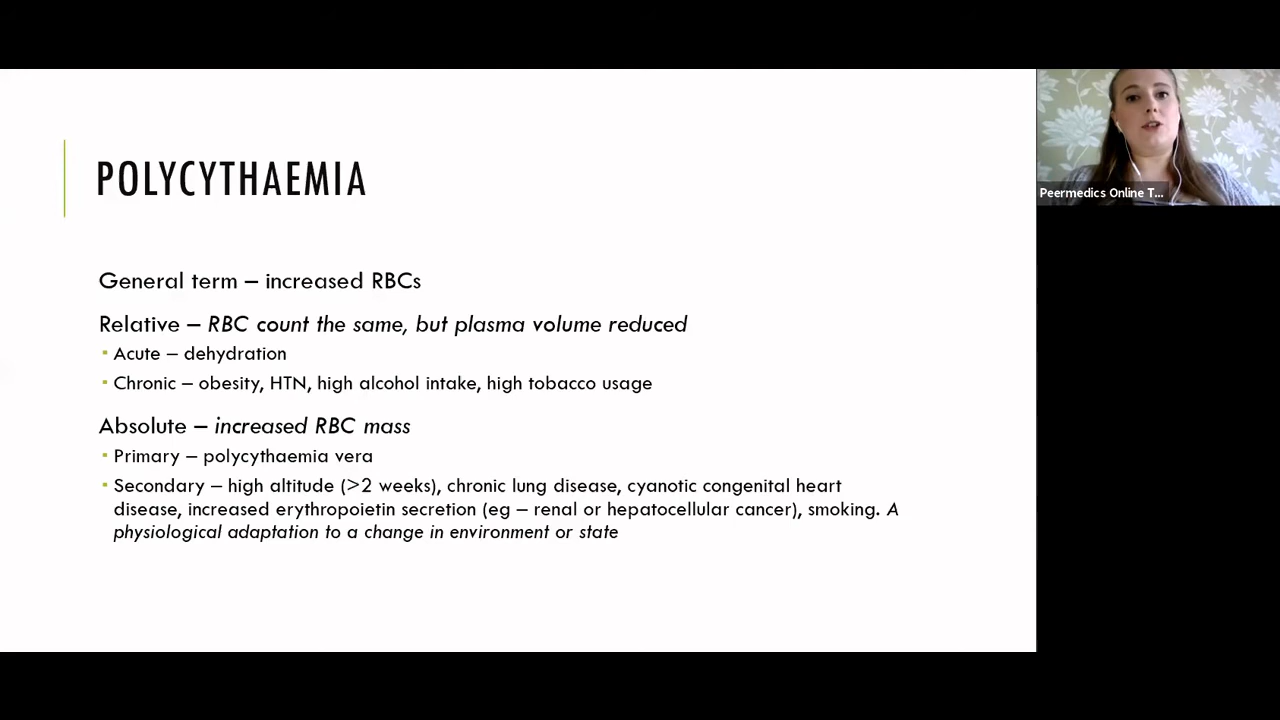 POLYCYTHAEMIA
General term – increased RBCs
Relative – RBC count the same, but plasma volume reduced
▪ Acute – dehydration
▪ Chronic – obesity, HTN, high alcohol intake, high tobacco usage
Absolute – increased RBC mass
▪ Primary – polycythaemia vera
▪ Secondary – high altitude (>2 weeks), chronic lung disease, cyanotic congenital heart
disease, increased erythropoietin secretion (eg – renal or hepatocellular cancer), smoking. A
physiological adaptation to a change in environment or state
Peermedics Online T...